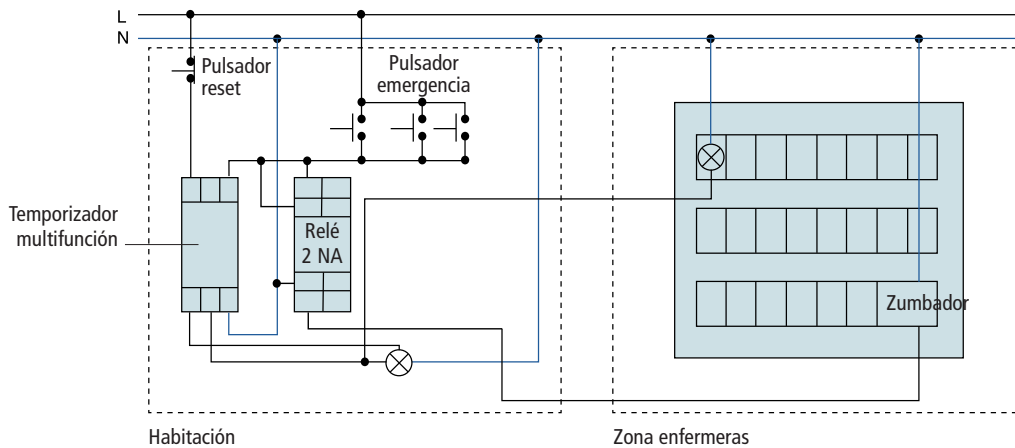 L
N
Pulsador
reset
Pulsador
emergencia
Temporizador
multifunción
Relé
2 NA
Zumbador
Habitación
Zona enfermeras